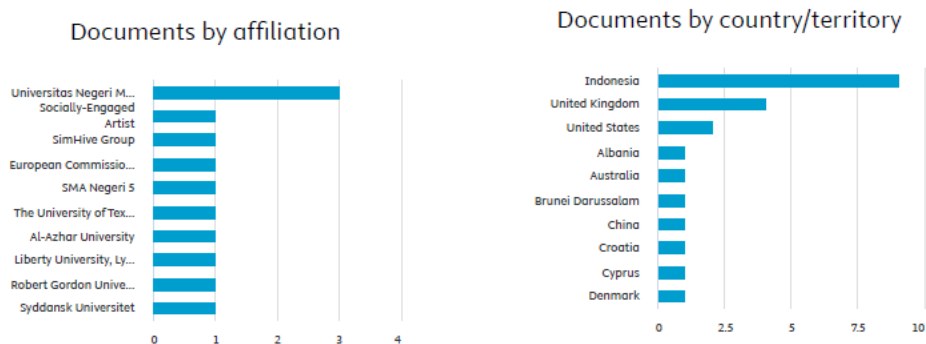 Documents by affiliation
Universitas Negeri M...
Socially-Engaged
Artist
SimHive Group
European Commissio...
SMA Negeri 5
The University of Tex...
Al-Azhar University
Liberty University, Ly...
Robert Gordon Unive...
Syddansk Universitet
0 1 2 3 4
Documents by country/territory
Indonesia
United Kingdom
United States
Albania
Australia
Brunei Darussalam
China
Croatia
Cyprus
Denmark
0 2.5 5 7.5 10